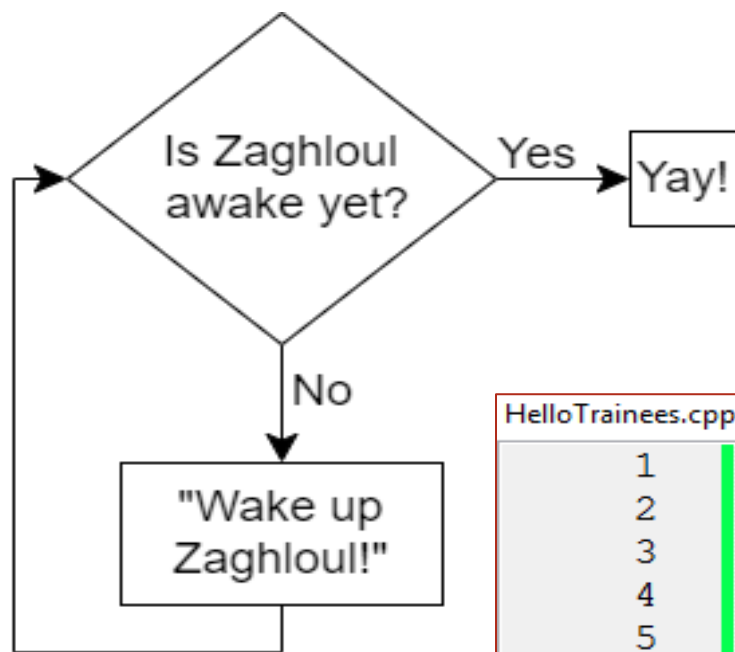 Is Zaghloul
awake yet?
Yes
Yay!
No
"Wake up
Zaghloul!"
HelloTrainees.cpp
1
2
3
4
5